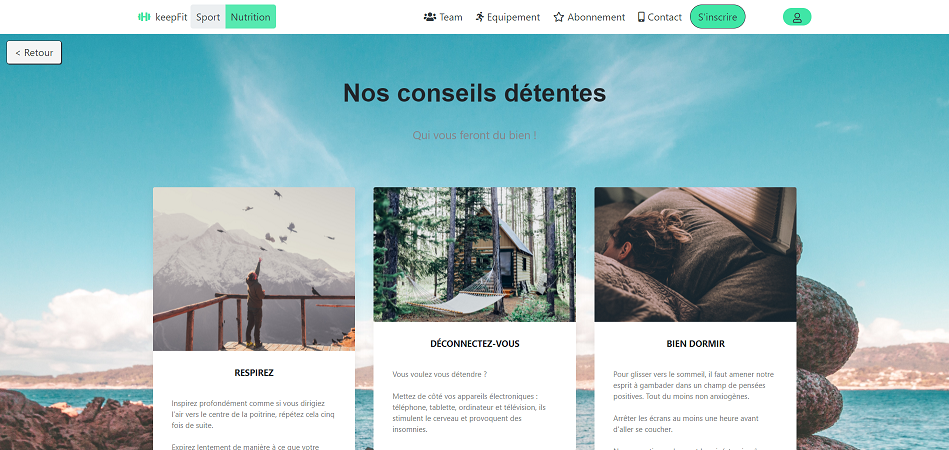 keepFit Sport Nutrition Team Equipement Abonnement Contact S'inscrire
< Retour
Nos conseils détentes
Qui vous feront du bien !
RESPIREZ
Inspirez profondément comme si vous dirigiez
l'air vers le centre de la poitrine, répétez cela cinq
fois de suite.
Expirez lentement de manière à ce que votre
DÉCONNECTEZ-VOUS
Vous voulez vous détendre ?
Mettez de côté vos appareils électroniques :
téléphone, tablette, ordinateur et télévision, ils
stimulent le cerveau et provoquent des
insomnies.
BIEN DORMIR
Pour glisser vers le sommeil, il faut amener notre
esprit à gambader dans un champ de pensées
positives. Tout du moins non anxiogènes.
Arrêter les écrans au moins une heure avant
d'aller se coucher.